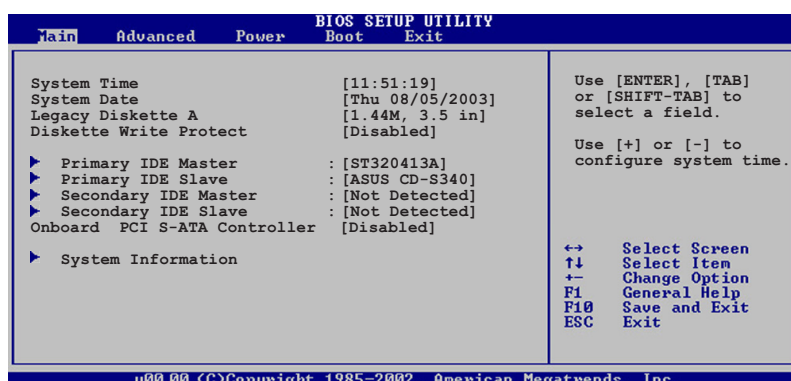 BIOS SETUP UTILITY
Main Advanced Power Boot Exit
System Time [11:51:19]
System Date [Thu 08/05/2003]
Legacy Diskette A [1.44M, 3.5 in]
Diskette Write Protect [Disabled]
Primary IDE Master : [ST320413A]
Primary IDE Slave : [ASUS CD-S340]
Secondary IDE Master : [Not Detected]
Secondary IDE Slave : [Not Detected]
Onboard PCI S-ATA Controller [Disabled]
System Information
Use [ENTER], [TAB]
or [SHIFT-TAB] to
select a field.
Use [+] or [-] to
configure system time.
↔ Select Screen
↑↓ Select Item
+- Change Option
F1 General Help
F10 Save and Exit
ESC Exit
v00.00 (C)Copyright 1985-2002, American Megatrends, Inc.